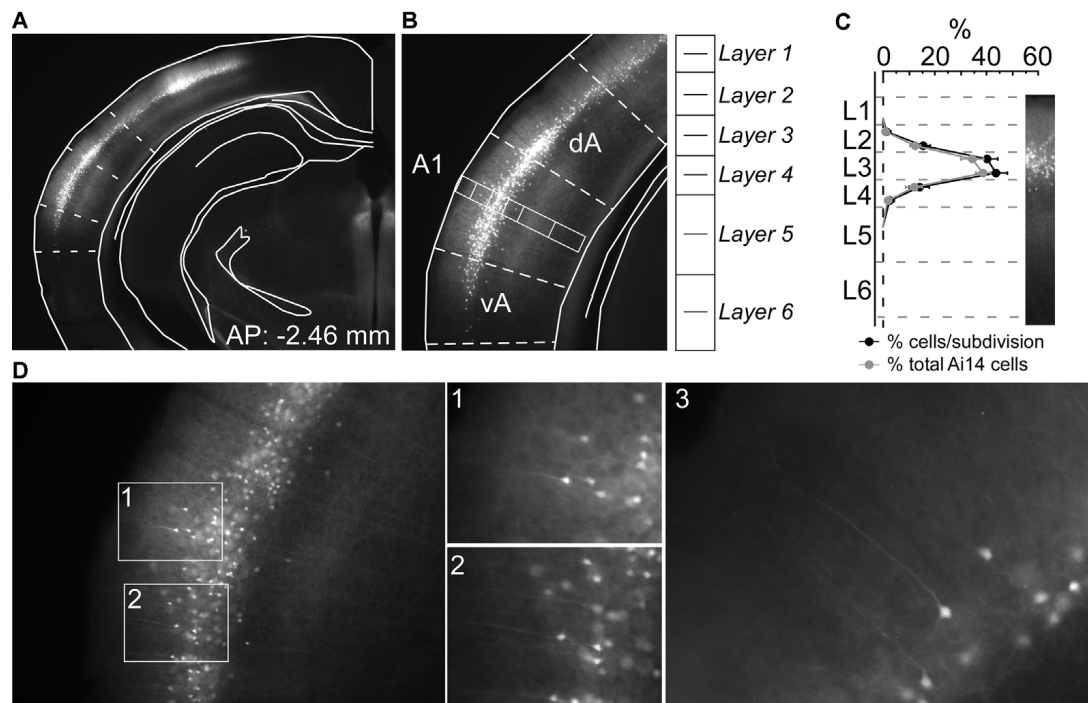 A
AP: -2.46 mm
B
A1
dA
vA
Layer 1
Layer 2
Layer 3
Layer 4
Layer 5
Layer 6
C
%
0 20 40 60
L1
L2
L3
L4
L5
L6
% cells/subdivision
% total Ai14 cells
D
1
2
1
2
3